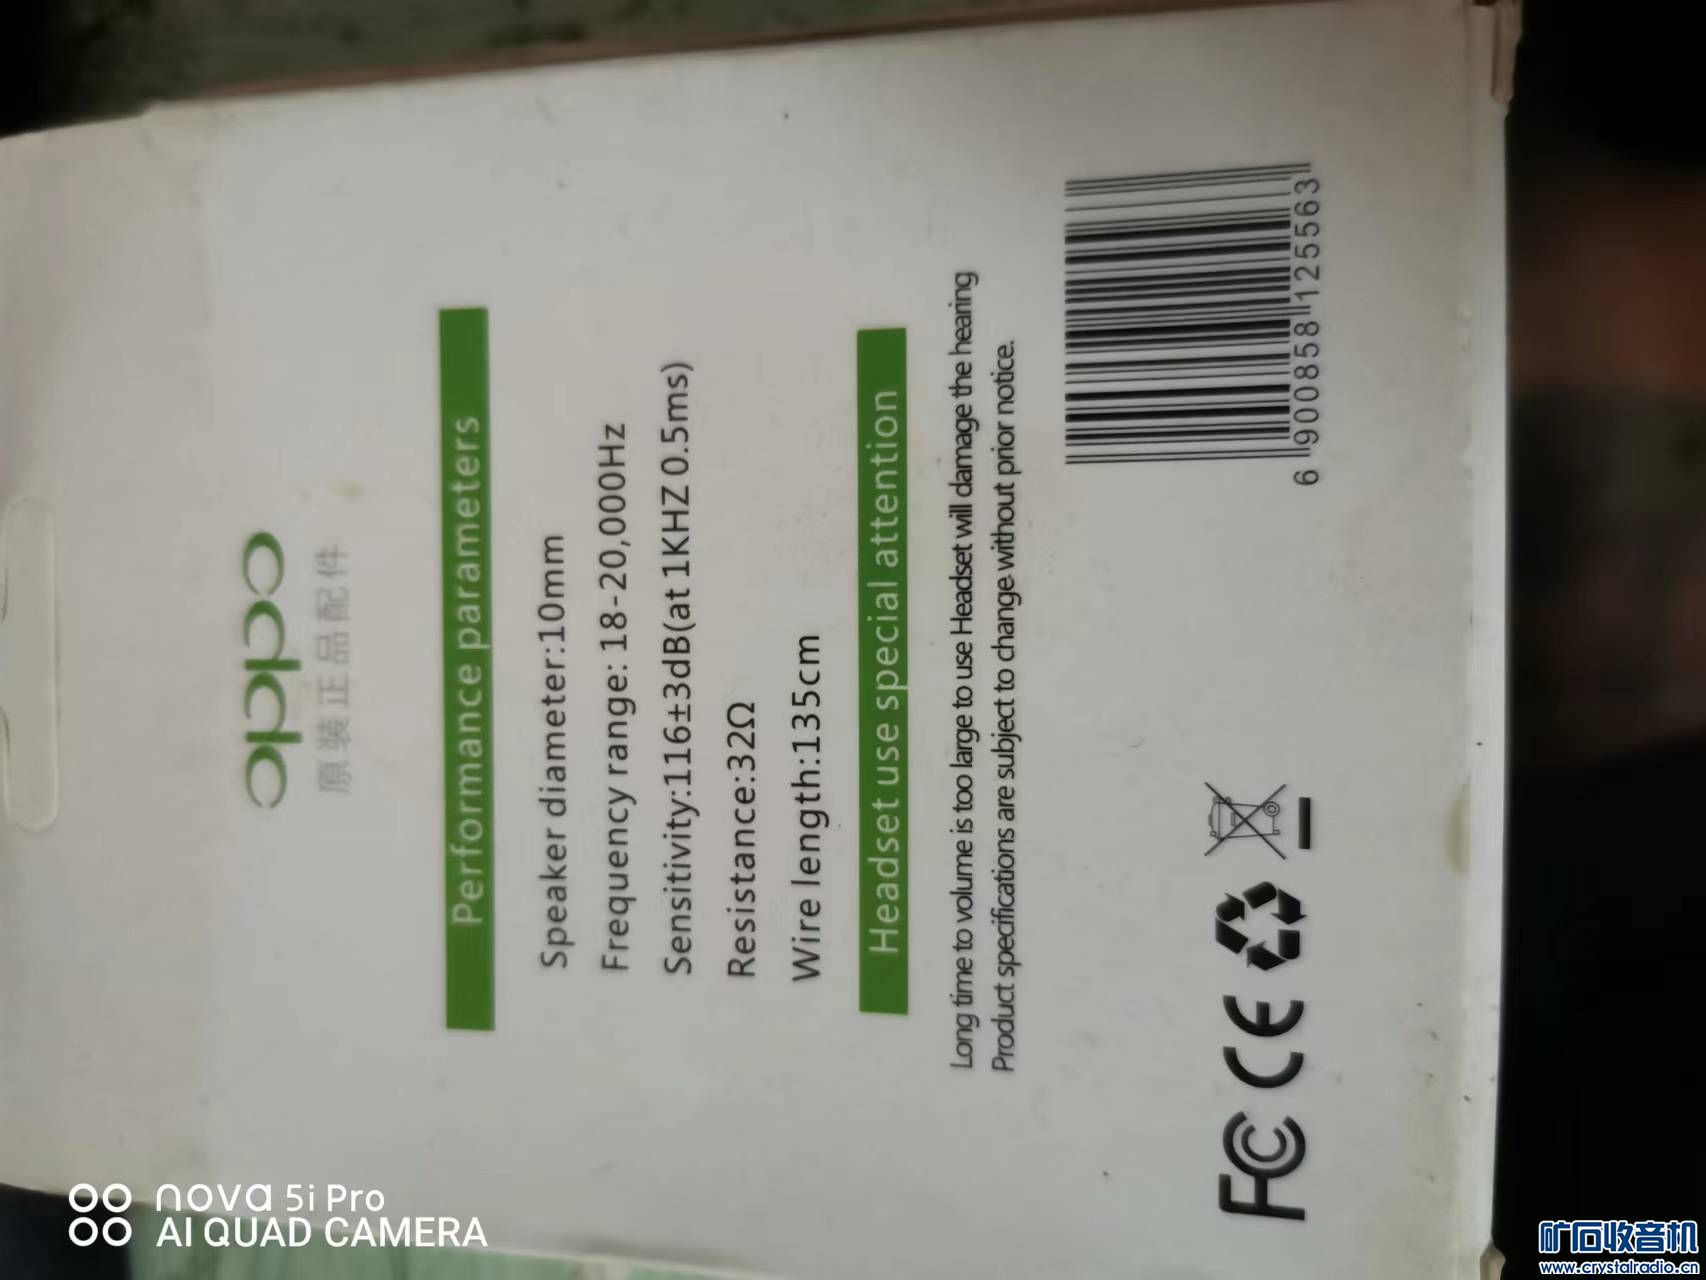 oppo
原装正品配件
Performance parameters
Speaker diameter:10mm
Frequency range: 18-20,000Hz
Sensitivity:116±3dB(at 1KHZ 0.5ms)
Resistance:32Ω
Wire length:135cm
Headset use special attention
Long time to volume is too large to use Headset will damage the hearing
Product specifications are subject to change without prior notice.
FC CE
6 900858 125563
nova 5i Pro
AI QUAD CAMERA
矿石收音机
www.crystalradio.cn